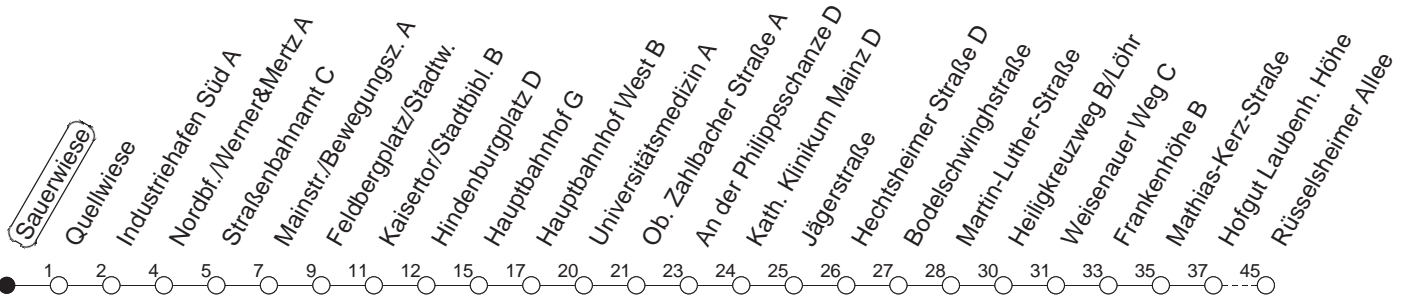 Sauerwiese
Quellwiese
Industriehafen Süd A
Nordbf./Werner&Mertz A
Straßenbahnamt C
Mainstr./Bewegungsz. A
Feldbergplatz/Stadtw.
Kaisertor/Stadtbibl. B
Hindenburgplatz D
Hauptbahnhof G
Hauptbahnhof West B
Universitätsmedizin A
Ob. Zahlbacher Straße A
An der Philippsschanze D
Kath. Klinikum Mainz D
Jägerstraße
Hechtsheimer Straße D
Bodelschwinghstraße
Martin-Luther-Straße
Heiligkreuzweg B/Löhr
Weisenauer Weg C
Frankenhöhe B
Mathias-Kerz-Straße
Hofgut Laubenh. Höhe
Rüsselsheimer Allee
1 2 4 5 7 9 11 12 15 17 20 21 23 24 25 26 27 28 30 31 33 35 37 45